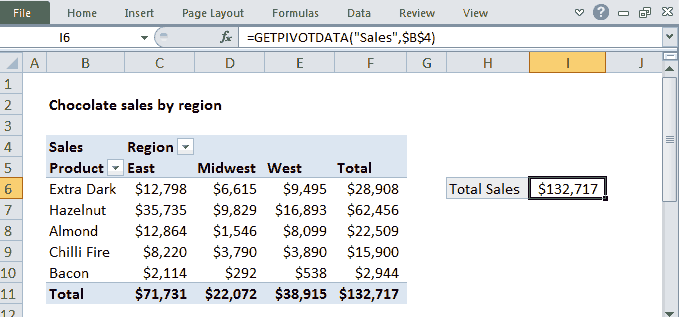 File Home Insert Page Layout Formulas Data Review View
I6 fx =GETPIVOTDATA("Sales",$B$4)
A B C D E F G H I J
1
2 Chocolate sales by region
3
4 Sales Region
5 Product East Midwest West Total
6 Extra Dark $12,798 $6,615 $9,495 $28,908 Total Sales $132,717
7 Hazelnut $35,735 $9,829 $16,893 $62,456
8 Almond $12,864 $1,546 $8,099 $22,509
9 Chilli Fire $8,220 $3,790 $3,890 $15,900
10 Bacon $2,114 $292 $538 $2,944
11 Total $71,731 $22,072 $38,915 $132,717
12